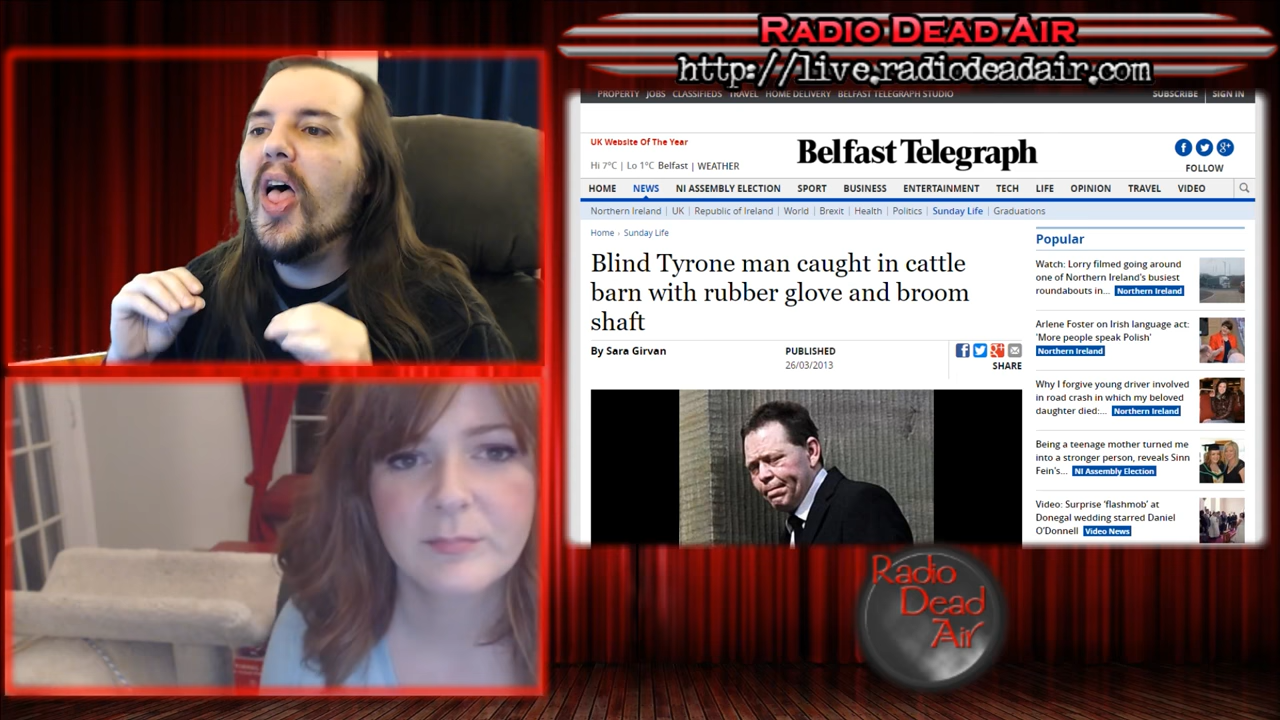 RADIO DEAD AIR
http://live.radiodeadair.com
PROPERTY JOBS CLASSIFIEDS TRAVEL HOME DELIVERY BELFAST TELEGRAPH STUDIO
SUBSCRIBE | SIGN IN
UK Website Of The Year
Hi 7°C | Lo 1°C Belfast | WEATHER
Belfast Telegraph
FOLLOW
HOME NEWS NI ASSEMBLY ELECTION SPORT BUSINESS ENTERTAINMENT TECH LIFE OPINION TRAVEL VIDEO
Northern Ireland | UK | Republic of Ireland | World | Brexit | Health | Politics | Sunday Life | Graduations
Home › Sunday Life
Blind Tyrone man caught in cattle
barn with rubber glove and broom
shaft
By Sara Girvan
PUBLISHED
26/03/2013
SHARE
Popular
Watch: Lorry filmed going around
one of Northern Ireland's busiest
roundabouts in... Northern Ireland
Arlene Foster on Irish language act:
'More people speak Polish'
Northern Ireland
Why I forgive young driver involved
in road crash in which my beloved
daughter died:... Northern Ireland
Being a teenage mother turned me
into a stronger person, reveals Sinn
Fein's... NI Assembly Election
Video: Surprise 'flashmob' at
Donegal wedding starred Daniel
O'Donnell Video News
Radio
Dead
Air